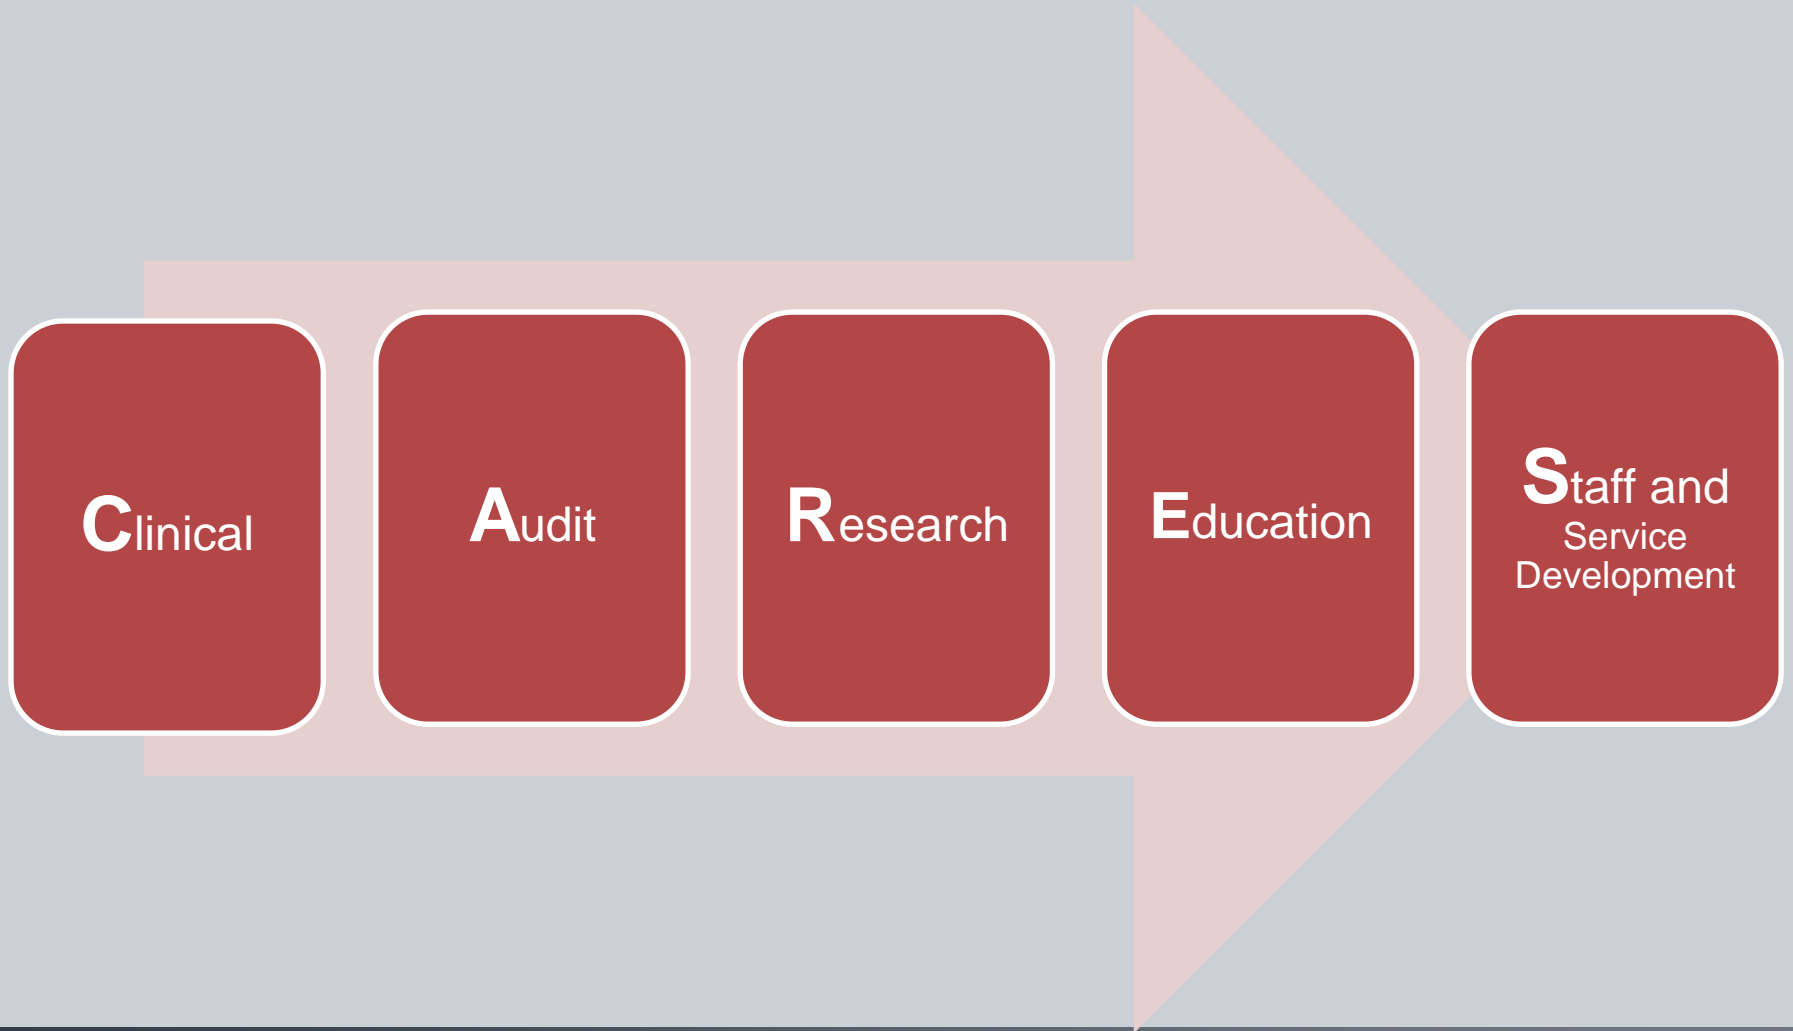 Clinical
Audit
Research
Education
Staff and
Service
Development